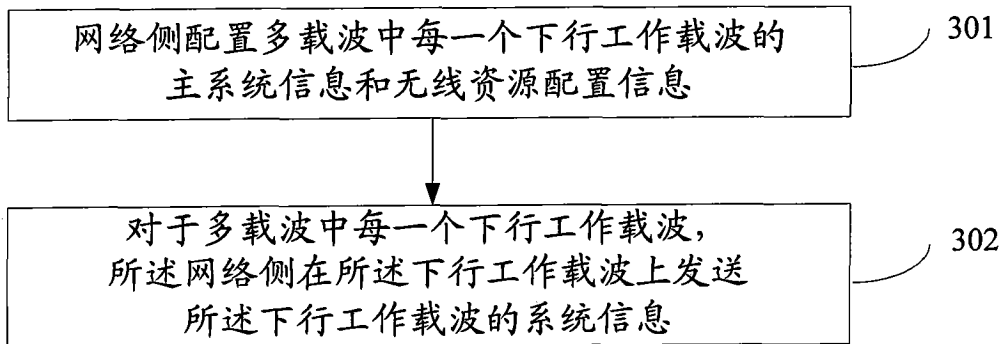 网络侧配置多载波中每一个下行工作载波的
主系统信息和无线资源配置信息
301
对于多载波中每一个下行工作载波,
所述网络侧在所述下行工作载波上发送
所述下行工作载波的系统信息
302